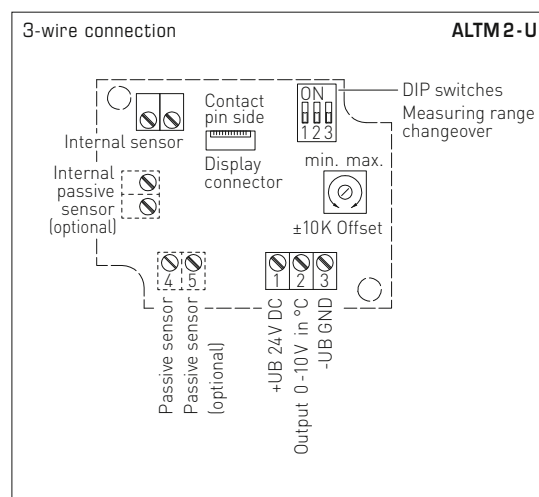 3-wire connection
ALTM 2 - U
ON
1 2 3
DIP switches
Measuring range
changeover
Contact
pin side
Internal sensor
Display
connector
Internal
passive
sensor
(optional)
min. max.
±10K Offset
4
5
1
2
3
Passive sensor
Passive sensor
(optional)
+UB 24V DC
Output 0-10V in °C
-UB GND